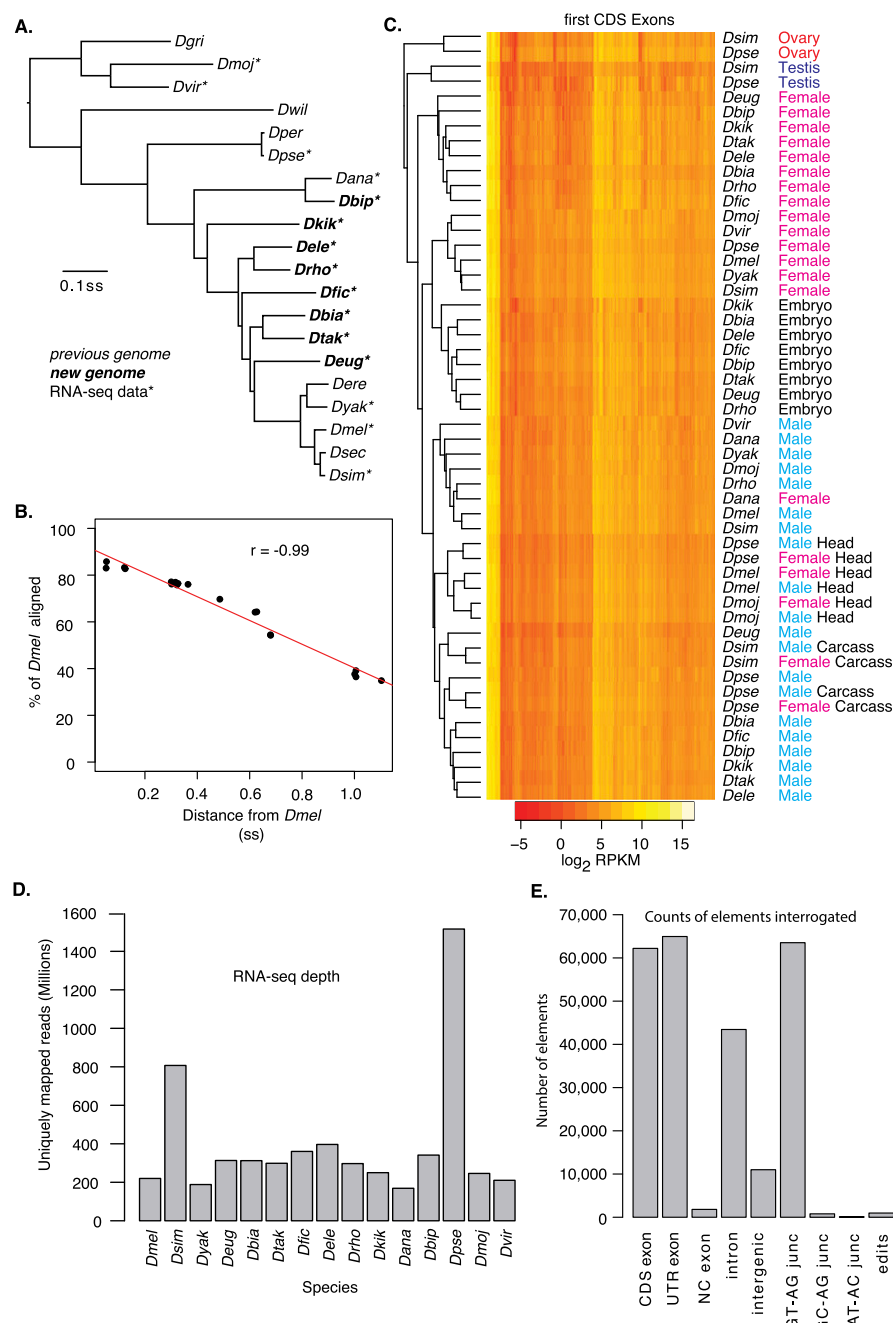 A.
Dgri
Dmoj*
Dvir*
Dwil
Dper
Dpse*
Dana*
Dbip*
Dkik*
Dele*
Drho*
Dfic*
Dbia*
Dtak*
Deug*
Dere
Dyak*
Dmel*
Dsec
Dsim*
0.1ss
previous genome
new genome
RNA-seq data*
B.
100
80
60
40
20
0
% of Dmel aligned
r = -0.99
0.2 0.4 0.6 0.8 1.0
Distance from Dmel
(ss)
C.
first CDS Exons
Dsim Ovary
Dpse Ovary
Dsim Testis
Dpse Testis
Deug Female
Dbip Female
Dkik Female
Dtak Female
Dele Female
Dbia Female
Drho Female
Dfic Female
Dmoj Female
Dvir Female
Dpse Female
Dmel Female
Dyak Female
Dsim Female
Dkik Embryo
Dbia Embryo
Dele Embryo
Dfic Embryo
Dbip Embryo
Dtak Embryo
Deug Embryo
Drho Embryo
Dvir Male
Dana Male
Dyak Male
Dmoj Male
Drho Male
Dana Female
Dmel Male
Dsim Male
Dpse Male Head
Dpse Female Head
Dmel Female Head
Dmel Male Head
Dmoj Female Head
Dmoj Male Head
Deug Male
Dsim Male Carcass
Dsim Female Carcass
Dpse Male
Dpse Male Carcass
Dpse Female Carcass
Dbia Male
Dfic Male
Dbip Male
Dkik Male
Dtak Male
Dele Male
−5 0 5 10 15
log2 RPKM
D.
1600
1400
1200
1000
800
600
400
200
0
Uniquely mapped reads (Millions)
RNA-seq depth
Dmel Dsim Dyak Deug Dbia Dtak Dfic Dele Drho Dkik Dana Dbip Dpse Dmoj Dvir
Species
E.
Counts of elements interrogated
70,000
60,000
50,000
40,000
30,000
20,000
10,000
0
Number of elements
CDS exon
UTR exon
NC exon
intron
intergenic
GT-AG junc
GC-AG junc
AT-AC junc
edits